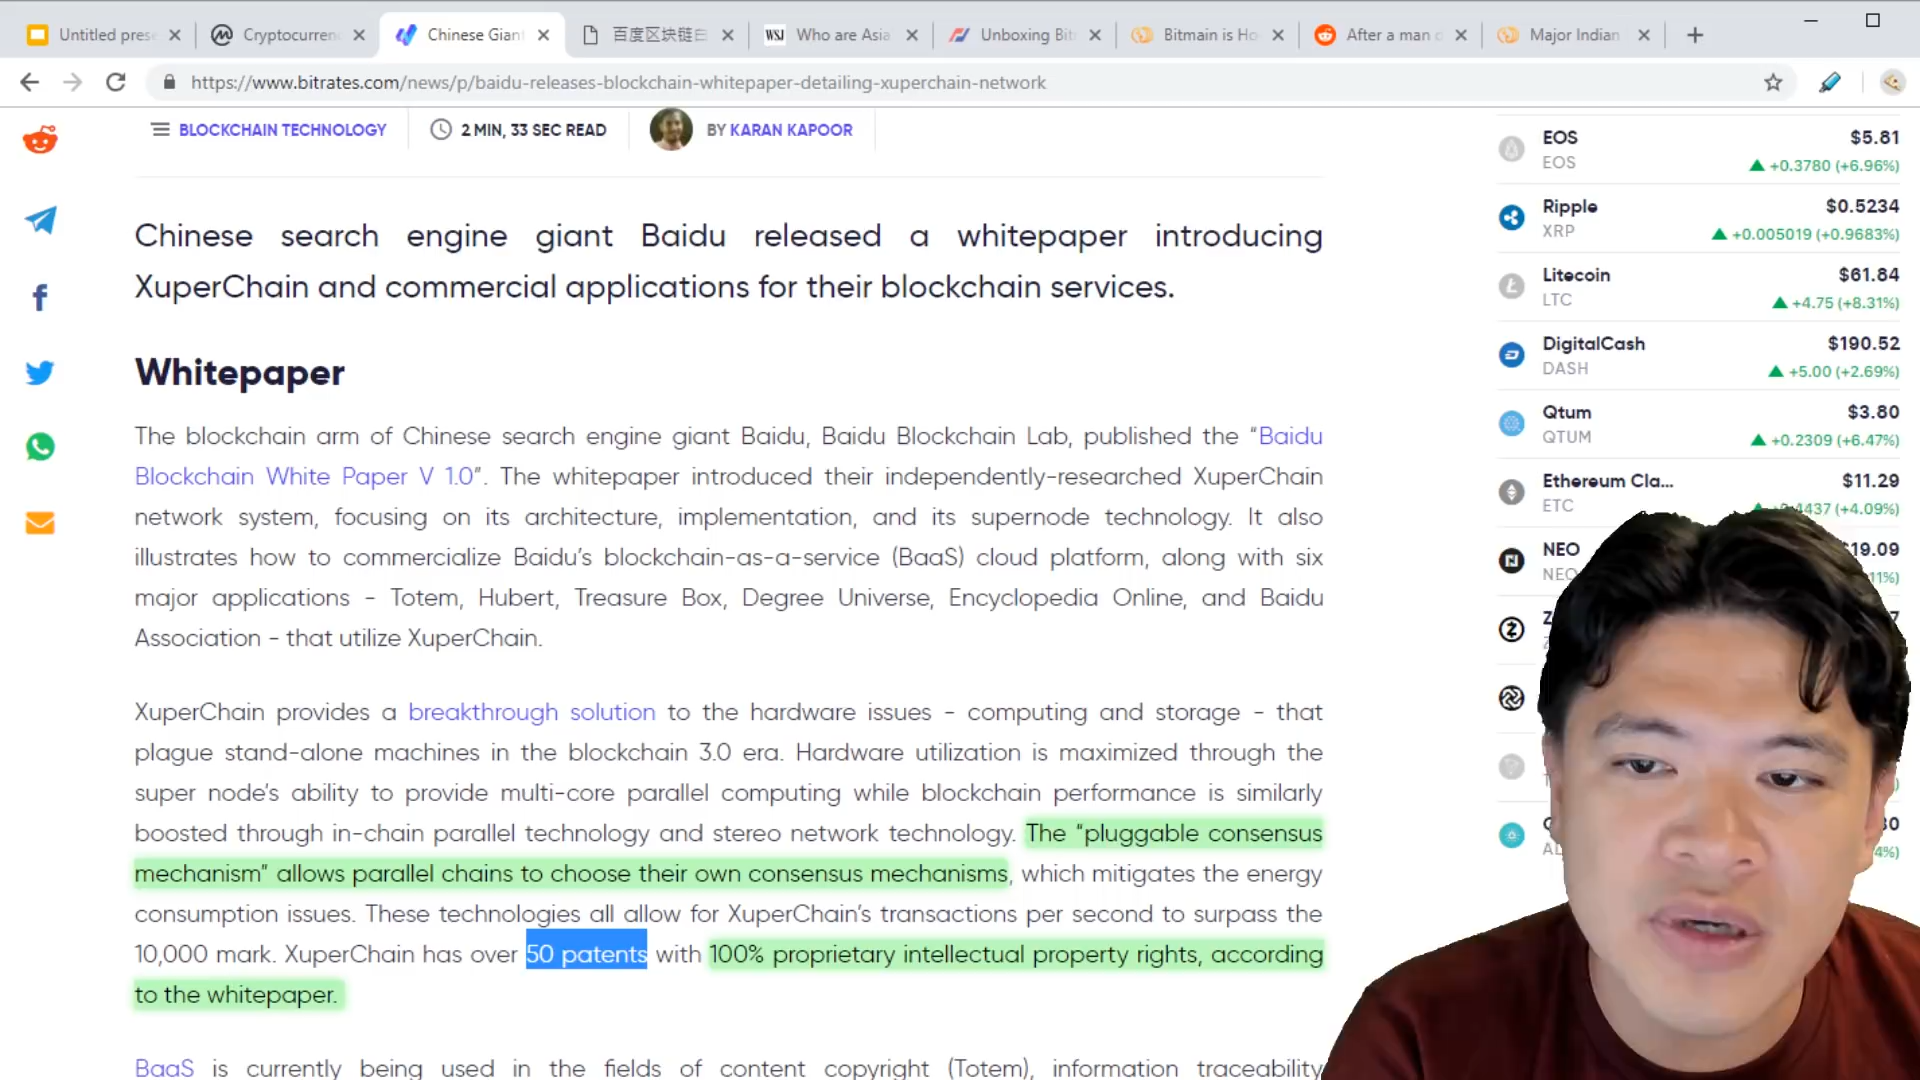 Untitled pres
Cryptocurren
Chinese Gian
百度区块链白
WSJ
Who are Asia
Unboxing Bit
Bitmain is Ho
After a man c
Major Indian
https://www.bitrates.com/news/p/baidu-releases-blockchain-whitepaper-detailing-xuperchain-network
BLOCKCHAIN TECHNOLOGY
2 MIN, 33 SEC READ
BY KARAN KAPOOR
Chinese search engine giant Baidu released a whitepaper introducing
XuperChain and commercial applications for their blockchain services.
Whitepaper
The blockchain arm of Chinese search engine giant Baidu, Baidu Blockchain Lab, published the “Baidu
Blockchain White Paper V 1.0”. The whitepaper introduced their independently-researched XuperChain
network system, focusing on its architecture, implementation, and its supernode technology. It also
illustrates how to commercialize Baidu’s blockchain-as-a-service (BaaS) cloud platform, along with six
major applications - Totem, Hubert, Treasure Box, Degree Universe, Encyclopedia Online, and Baidu
Association - that utilize XuperChain.
XuperChain provides a breakthrough solution to the hardware issues - computing and storage - that
plague stand-alone machines in the blockchain 3.0 era. Hardware utilization is maximized through the
super node’s ability to provide multi-core parallel computing while blockchain performance is similarly
boosted through in-chain parallel technology and stereo network technology. The “pluggable consensus
mechanism” allows parallel chains to choose their own consensus mechanisms, which mitigates the energy
consumption issues. These technologies all allow for XuperChain’s transactions per second to surpass the
10,000 mark. XuperChain has over 50 patents with 100% proprietary intellectual property rights, according
to the whitepaper.
BaaS is currently being used in the fields of content copyright (Totem), information traceability
EOS
$5.81
EOS
+0.3780 (+6.96%)
Ripple
$0.5234
XRP
+0.005019 (+0.9683%)
Litecoin
$61.84
LTC
+4.75 (+8.31%)
DigitalCash
$190.52
DASH
+5.00 (+2.69%)
Qtum
$3.80
QTUM
+0.2309 (+6.47%)
Ethereum Cla...
$11.29
ETC
4437 (+4.09%)
NEO
19.09
NEO
11%)
Z
7
30
4%)